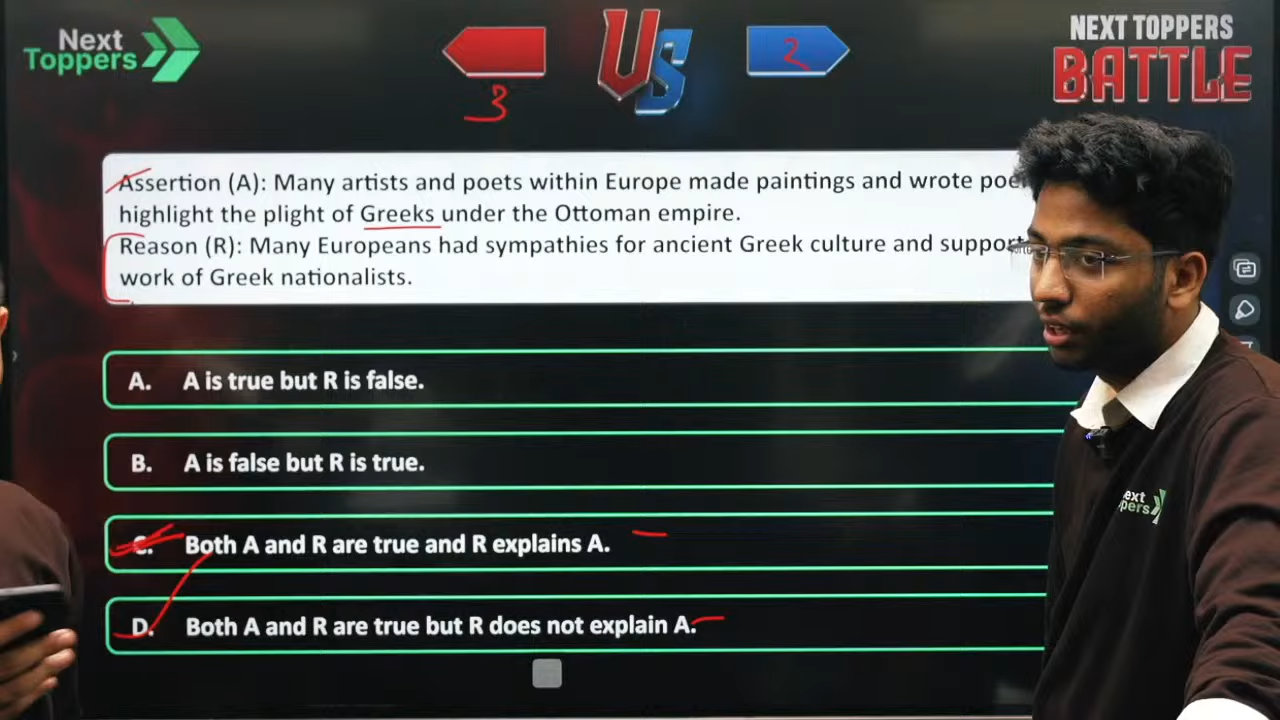 Next
Toppers
3
US
2
NEXT TOPPERS
BATTLE
Assertion (A): Many artists and poets within Europe made paintings and wrote
highlight the plight of Greeks under the Ottoman empire.
Reason (R): Many Europeans had sympathies for ancient Greek culture and
work of Greek nationalists.
A. A is true but R is false.
B. A is false but R is true.
C. Both A and R are true and R explains A.
D. Both A and R are true but R does not explain A.